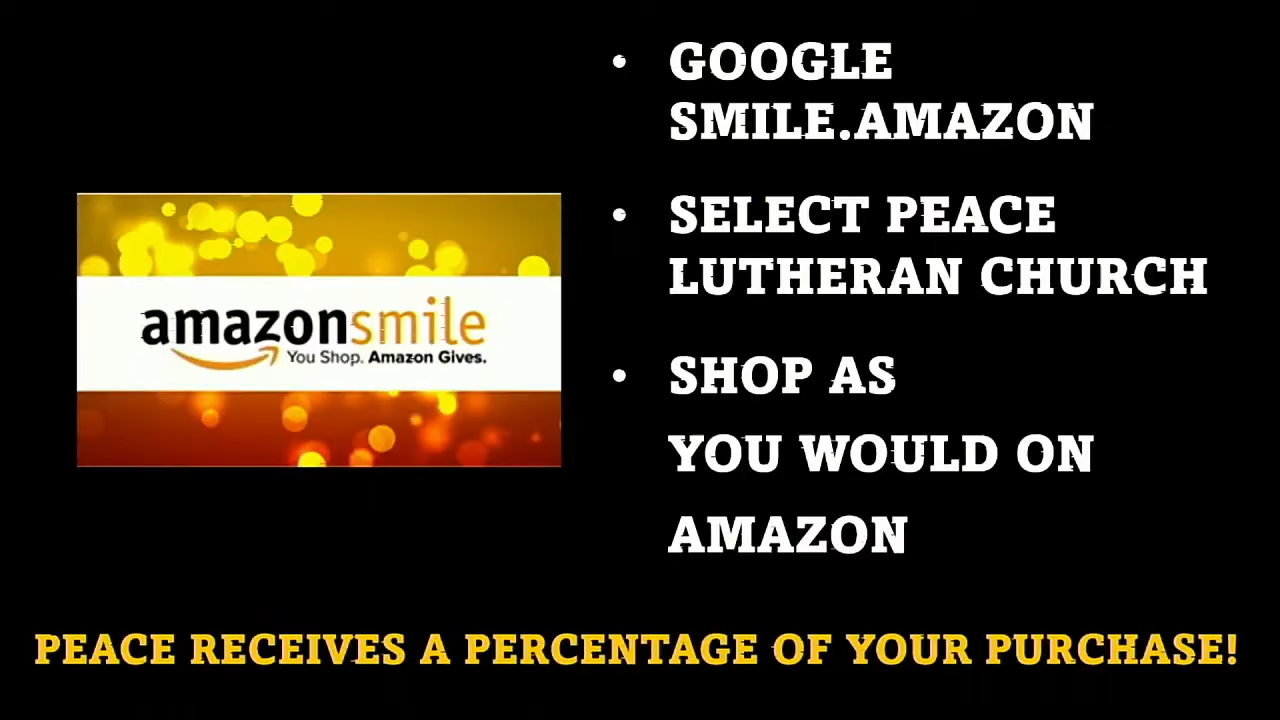 amazonsmile
You Shop. Amazon Gives.
• GOOGLE
SMILE.AMAZON
• SELECT PEACE
LUTHERAN CHURCH
• SHOP AS
YOU WOULD ON
AMAZON
PEACE RECEIVES A PERCENTAGE OF YOUR PURCHASE!